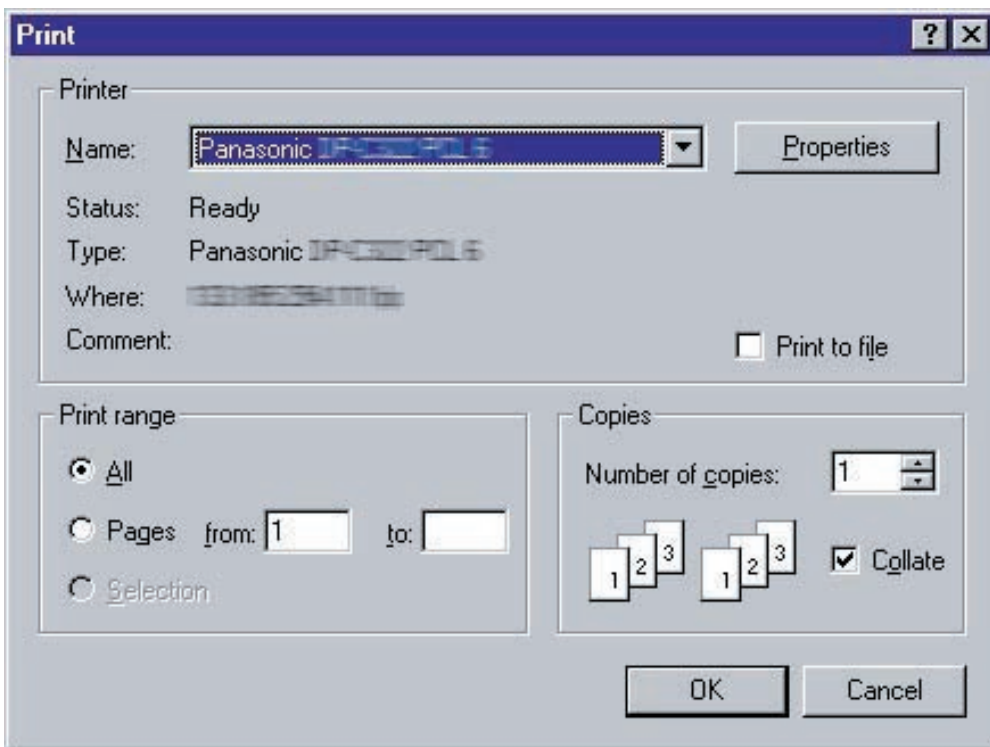 Print
Printer
Name: Panasonic
Properties
Status: Ready
Type: Panasonic
Where:
Comment:
Print to file
Print range
All
Pages from: 1 to:
Selection
Copies
Number of copies: 1
1 2 3 1 2 3
Collate
OK Cancel